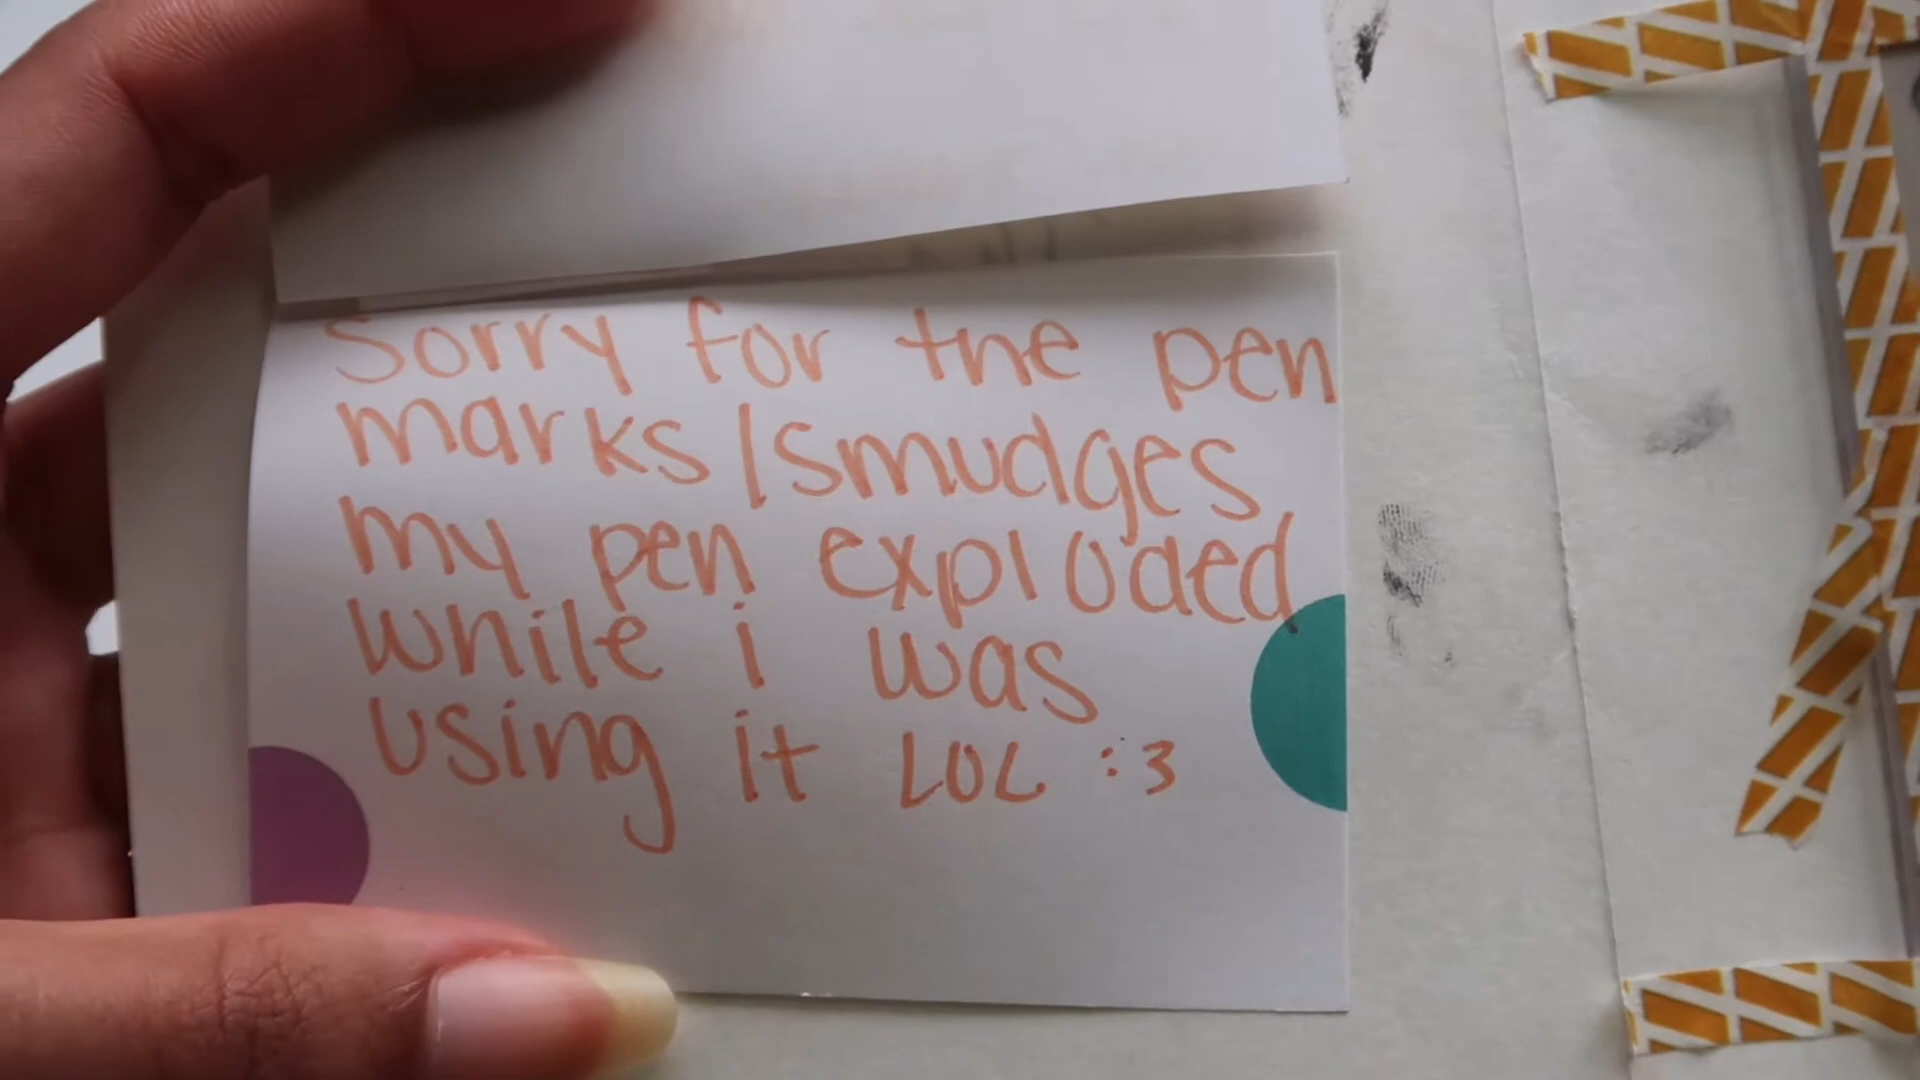 Sorry for the pen
marks/smudges
my pen exploded
while i was
using it LOL :3